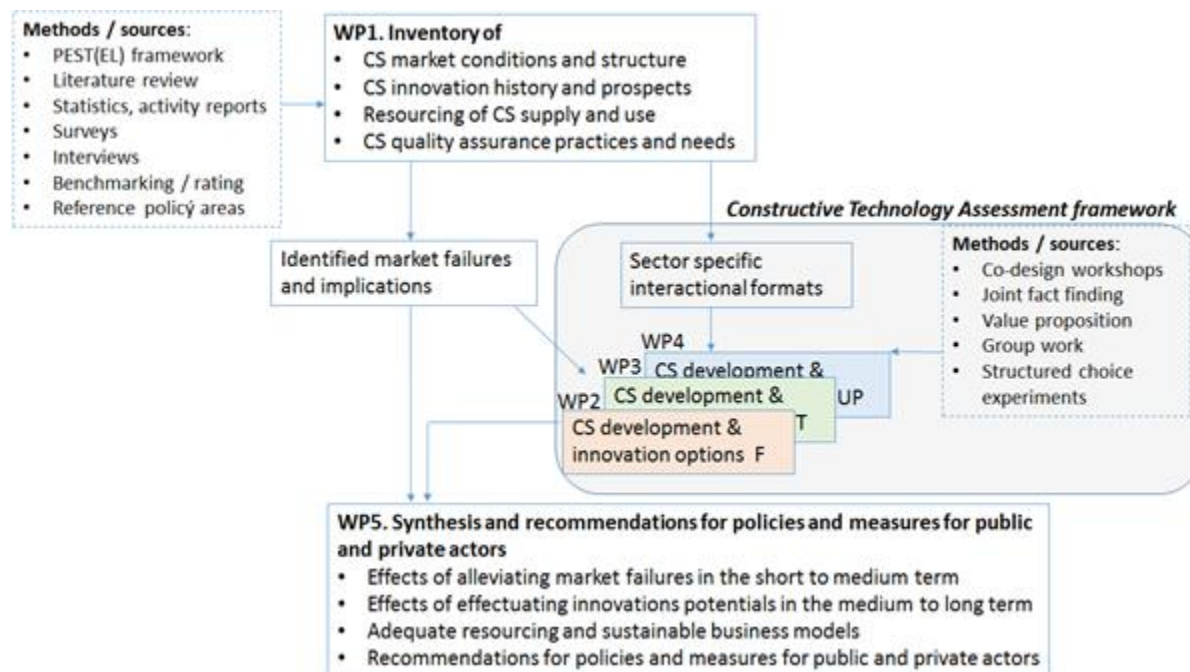 Methods / sources:
• PEST(EL) framework
• Literature review
• Statistics, activity reports
• Surveys
• Interviews
• Benchmarking / rating
• Reference policý areas
WP1. Inventory of
• CS market conditions and structure
• CS innovation history and prospects
• Resourcing of CS supply and use
• CS quality assurance practices and needs
Constructive Technology Assessment framework
Identified market failures
and implications
Sector specific
interactional formats
Methods / sources:
• Co-design workshops
• Joint fact finding
• Value proposition
• Group work
• Structured choice
experiments
WP4
CS development &
UP
WP3
CS development &
T
WP2
CS development &
innovation options F
WP5. Synthesis and recommendations for policies and measures for public
and private actors
• Effects of alleviating market failures in the short to medium term
• Effects of effectuating innovations potentials in the medium to long term
• Adequate resourcing and sustainable business models
• Recommendations for policies and measures for public and private actors